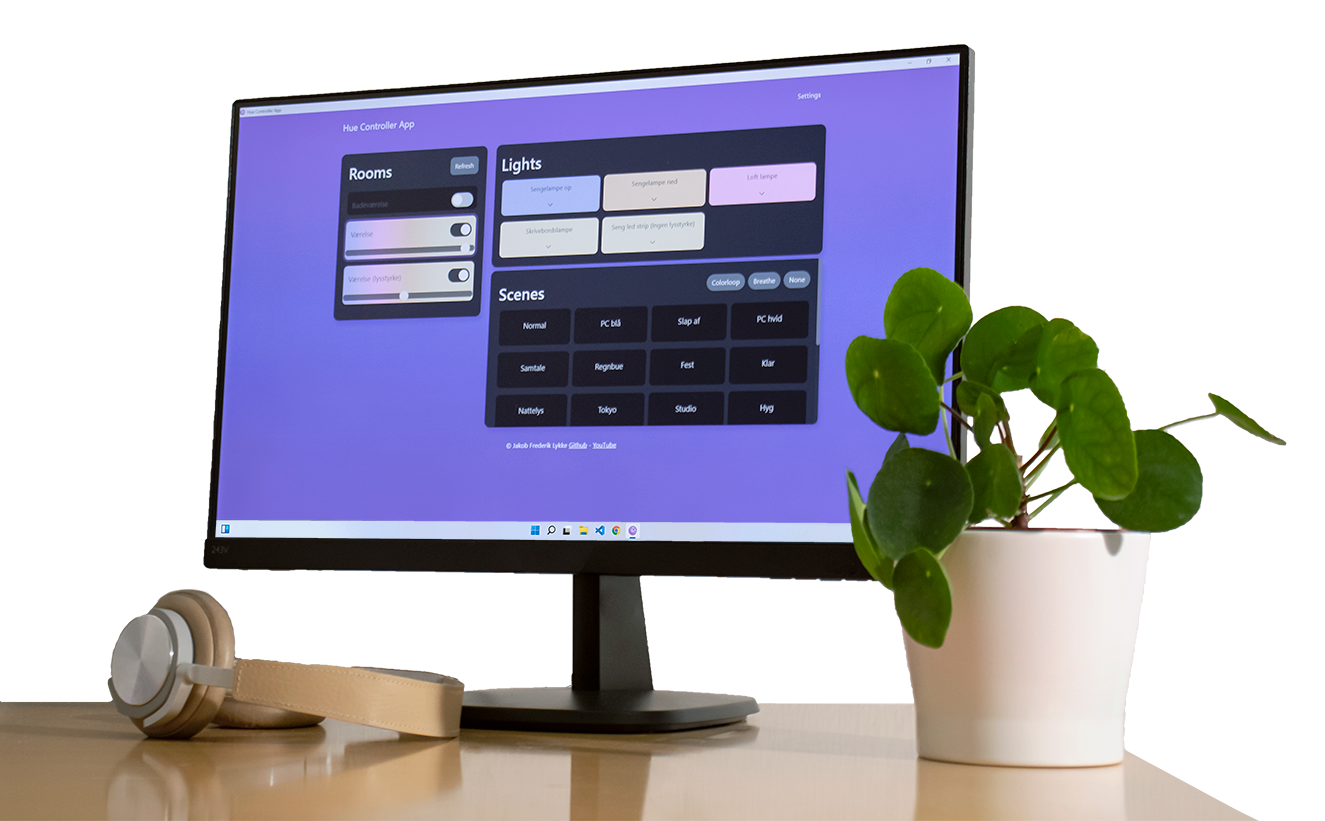 Hue Controller App
Settings
Hue Controller App
Rooms
Refresh
Badeværelse
Værelse
Værelse (lysstyrke)
Lights
Sengelampe op
Sengelampe ned
Loft lampe
Skrivebordslampe
Seng led strip (Ingen lysstyrke)
Scenes
Colorloop
Breathe
None
Normal
PC blå
Slap af
PC hvid
Samtale
Regnbue
Fest
Klar
Nattelys
Tokyo
Studio
Hyg
© Jakob Frederik Lykke Github - YouTube
243V